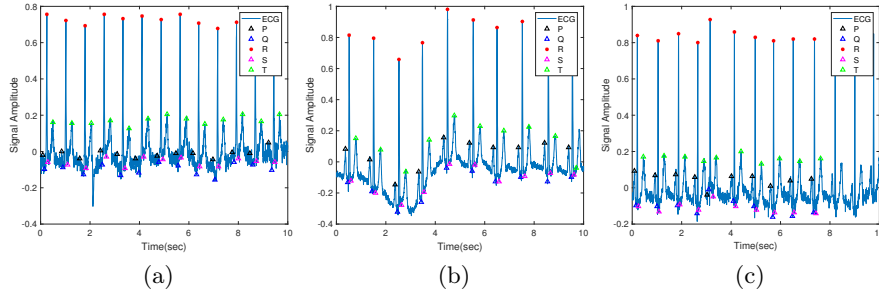 0.8
0.6
0.4
0.2
0
-0.2
-0.4
Signal Amplitude
0 2 4 6 8 10
Time(sec)
ECG
P
Q
R
S
T
(a)
1
0.8
0.6
0.4
0.2
0
-0.2
-0.4
Signal Amplitude
0 2 4 6 8 10
Time(sec)
ECG
P
Q
R
S
T
(b)
1
0.8
0.6
0.4
0.2
0
-0.2
Signal Amplitude
0 2 4 6 8 10
Time(sec)
ECG
P
Q
R
S
T
(c)